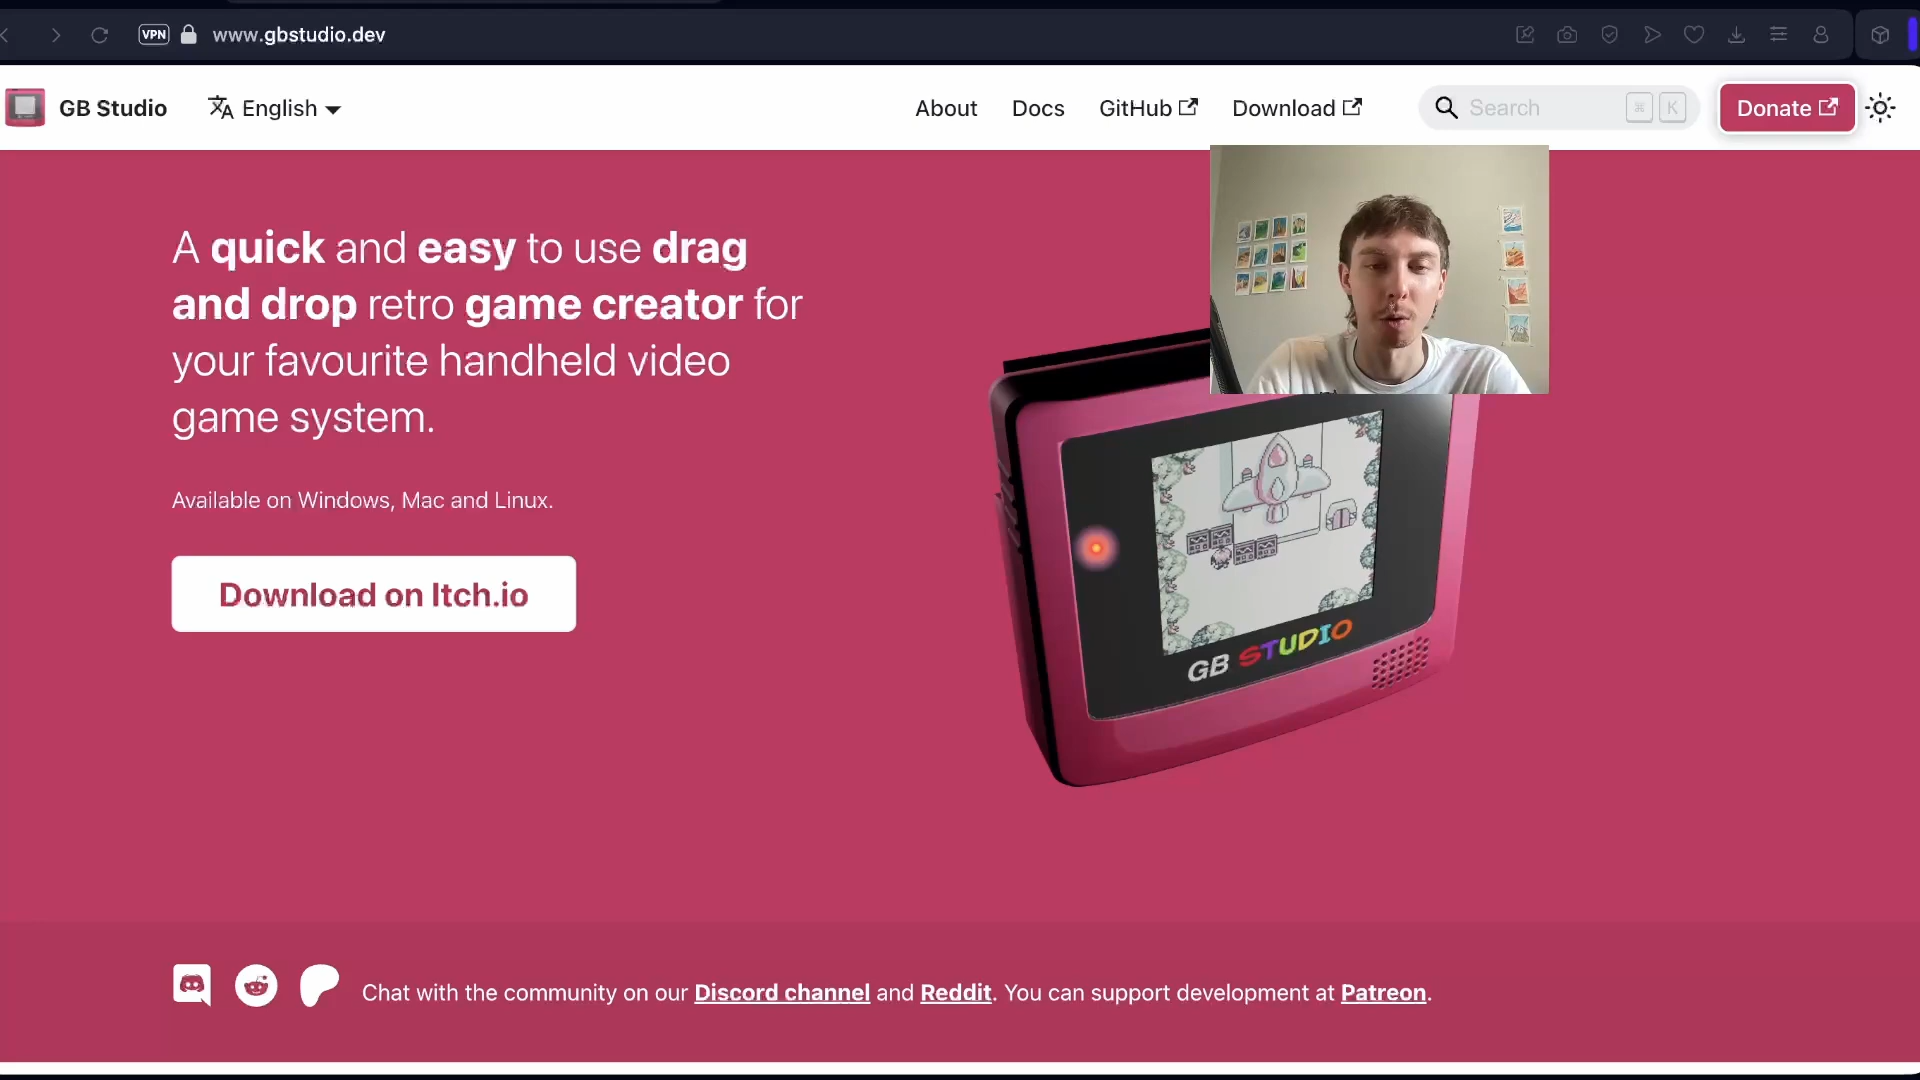 VPN
www.gbstudio.dev
GB Studio
English
About
Docs
GitHub
Download
Search
⌘ K
Donate
A quick and easy to use drag
and drop retro game creator for
your favourite handheld video
game system.
Available on Windows, Mac and Linux.
Download on Itch.io
GB STUDIO
Chat with the community on our Discord channel and Reddit. You can support development at Patreon.